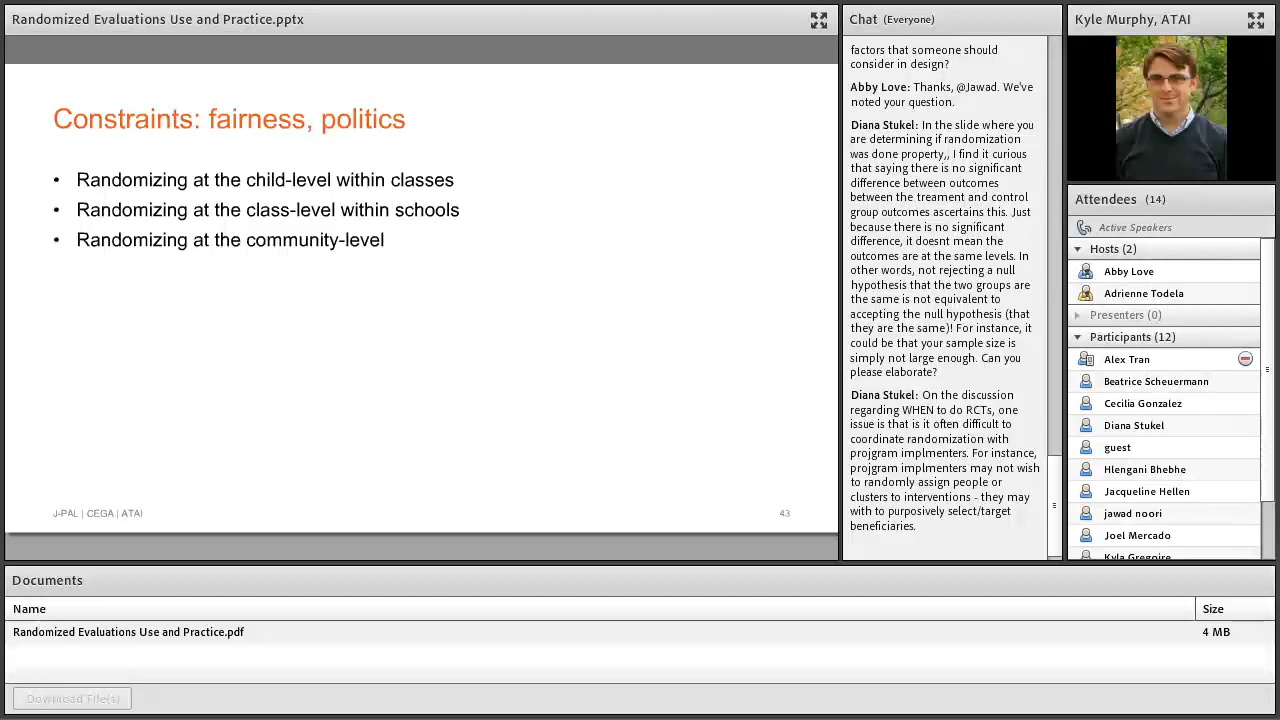 Randomized Evaluations Use and Practice.pptx
Constraints: fairness, politics
• Randomizing at the child-level within classes
• Randomizing at the class-level within schools
• Randomizing at the community-level
J-PAL | CEGA | ATAI
43
Chat (Everyone)
factors that someone should
consider in design?
Abby Love: Thanks, @Jawad. We've
noted your question.
Diana Stukel: In the slide where you
are determining if randomization
was done property,, I find it curious
that saying there is no significant
difference between outcomes
between the treament and control
group outcomes ascertains this. Just
because there is no significant
difference, it doesnt mean the
outcomes are at the same levels. In
other words, not rejecting a null
hypothesis that the two groups are
the same is not equivalent to
accepting the null hypothesis (that
they are the same)! For instance, it
could be that your sample size is
simply not large enough. Can you
please elaborate?
Diana Stukel: On the discussion
regarding WHEN to do RCTs, one
issue is that is it often difficult to
coordinate randomization with
program implmenters. For instance,
projgram implmenters may not wish
to randomly assign people or
clusters to interventions - they may
with to purposively select/target
beneficiaries.
Kyle Murphy, ATAI
Attendees (14)
Active Speakers
Hosts (2)
Abby Love
Adrienne Todela
Presenters (0)
Participants (12)
Alex Tran
Beatrice Scheuermann
Cecilia Gonzalez
Diana Stukel
guest
Hlengani Bhebhe
Jacqueline Hellen
jawad noori
Joel Mercado
Kyla Gregoire
Documents
Name Size
Randomized Evaluations Use and Practice.pdf 4 MB
Download File(s)